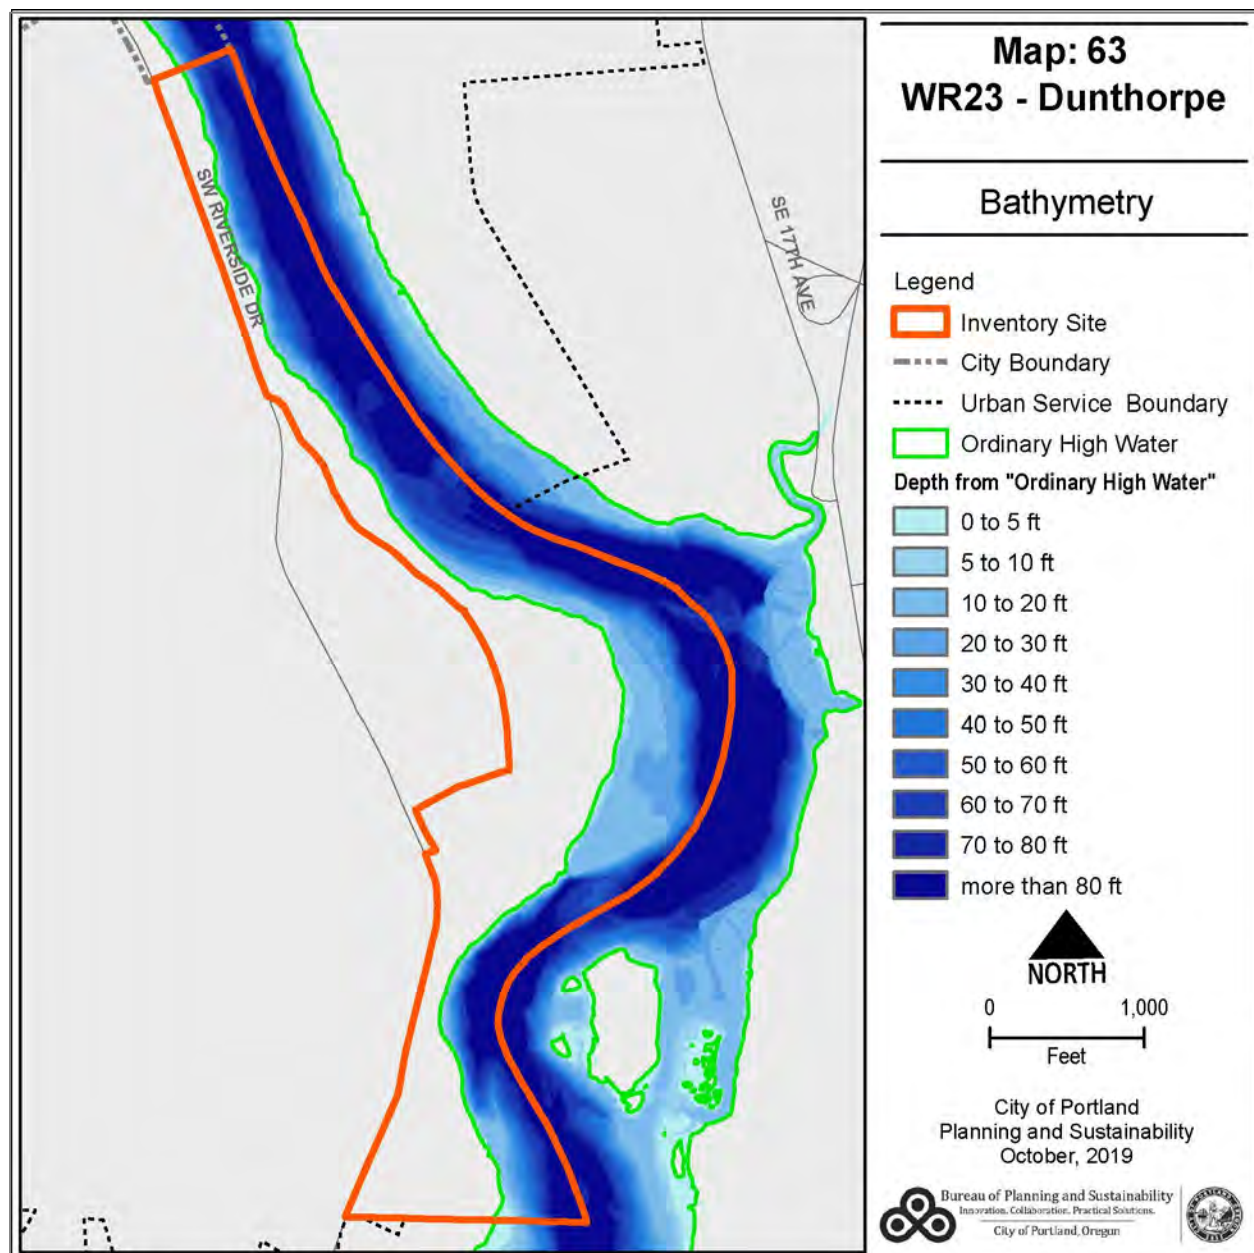 Map: 63
WR23 - Dunthorpe
Bathymetry
SW RIVERSIDE DR
SE 17TH AVE
Legend
Inventory Site
City Boundary
Urban Service Boundary
Ordinary High Water
Depth from "Ordinary High Water"
0 to 5 ft
5 to 10 ft
10 to 20 ft
20 to 30 ft
30 to 40 ft
40 to 50 ft
50 to 60 ft
60 to 70 ft
70 to 80 ft
more than 80 ft
NORTH
0 1,000
Feet
City of Portland
Planning and Sustainability
October, 2019
Bureau of Planning and Sustainability
Innovation. Collaboration. Practical Solutions.
City of Portland, Oregon